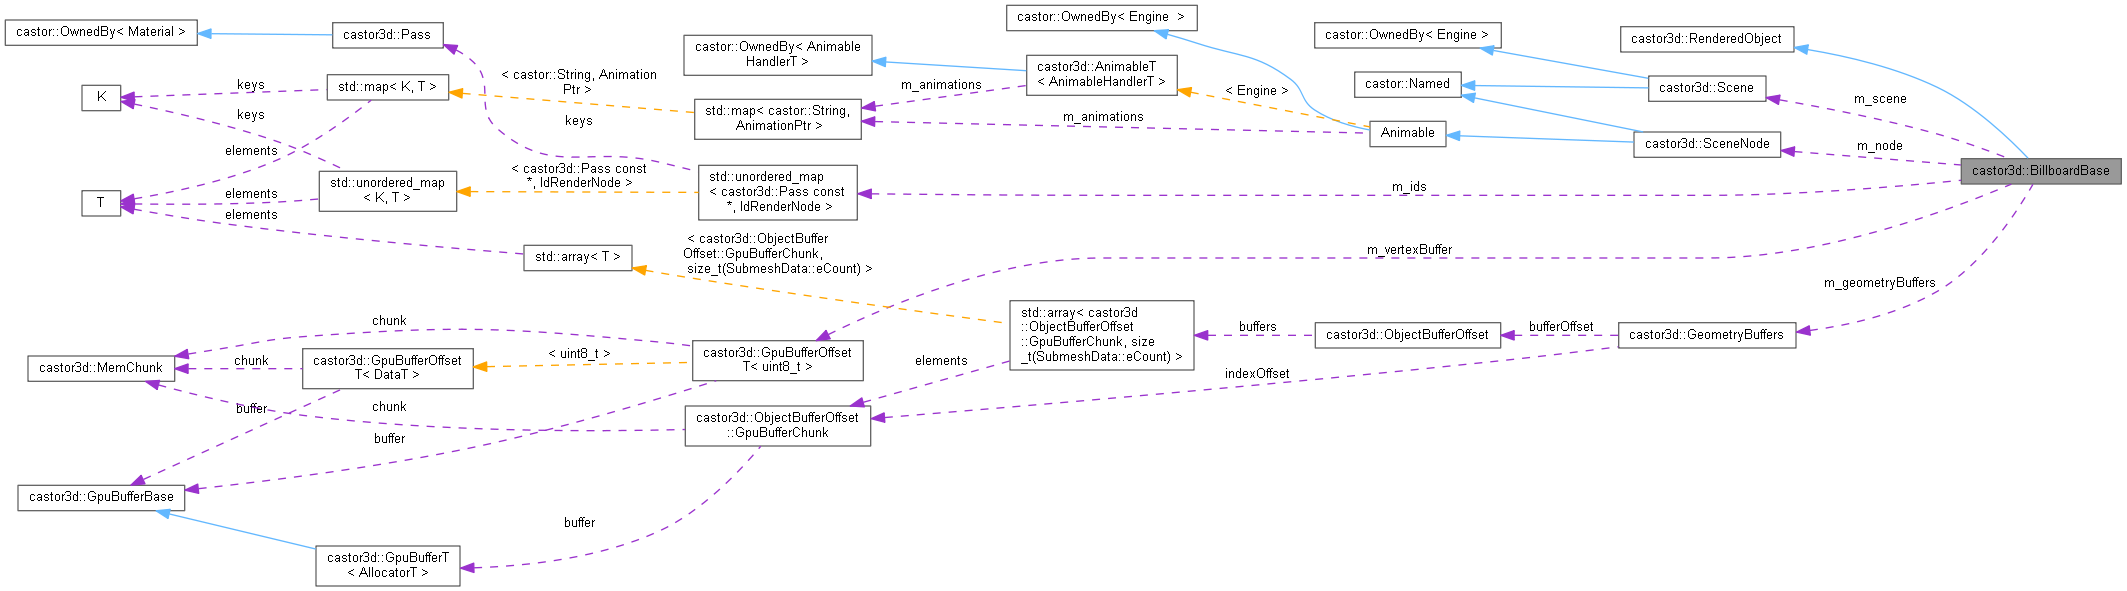 castor::OwnedBy< Material >
castor3d::Pass
castor::OwnedBy< Engine  >
castor::OwnedBy< Engine >
castor3d::RenderedObject
castor::OwnedBy< Animable
HandlerT >
castor3d::AnimableT
< AnimableHandlerT >
castor::Named
castor3d::Scene
K
keys
std::map< K, T >
< castor::String, Animation
Ptr >
m_animations
< Engine >
m_scene
keys
keys
std::map< castor::String,
AnimationPtr >
m_animations
Animable
castor3d::SceneNode
m_node
elements
castor3d::BillboardBase
T
elements
elements
std::unordered_map
< K, T >
< castor3d::Pass const
*, IdRenderNode >
std::unordered_map
< castor3d::Pass const
*, IdRenderNode >
m_ids
std::array< T >
< castor3d::ObjectBuffer
Offset::GpuBufferChunk,
size_t(SubmeshData::eCount) >
m_vertexBuffer
m_geometryBuffers
chunk
castor3d::MemChunk
chunk
castor3d::GpuBufferOffset
T< DataT >
< uint8_t >
castor3d::GpuBufferOffset
T< uint8_t >
elements
std::array< castor3d
::ObjectBufferOffset
::GpuBufferChunk, size
_t(SubmeshData::eCount) >
buffers
castor3d::ObjectBufferOffset
bufferOffset
castor3d::GeometryBuffers
indexOffset
buffer
chunk
buffer
castor3d::ObjectBufferOffset
::GpuBufferChunk
castor3d::GpuBufferBase
buffer
castor3d::GpuBufferT
< AllocatorT >